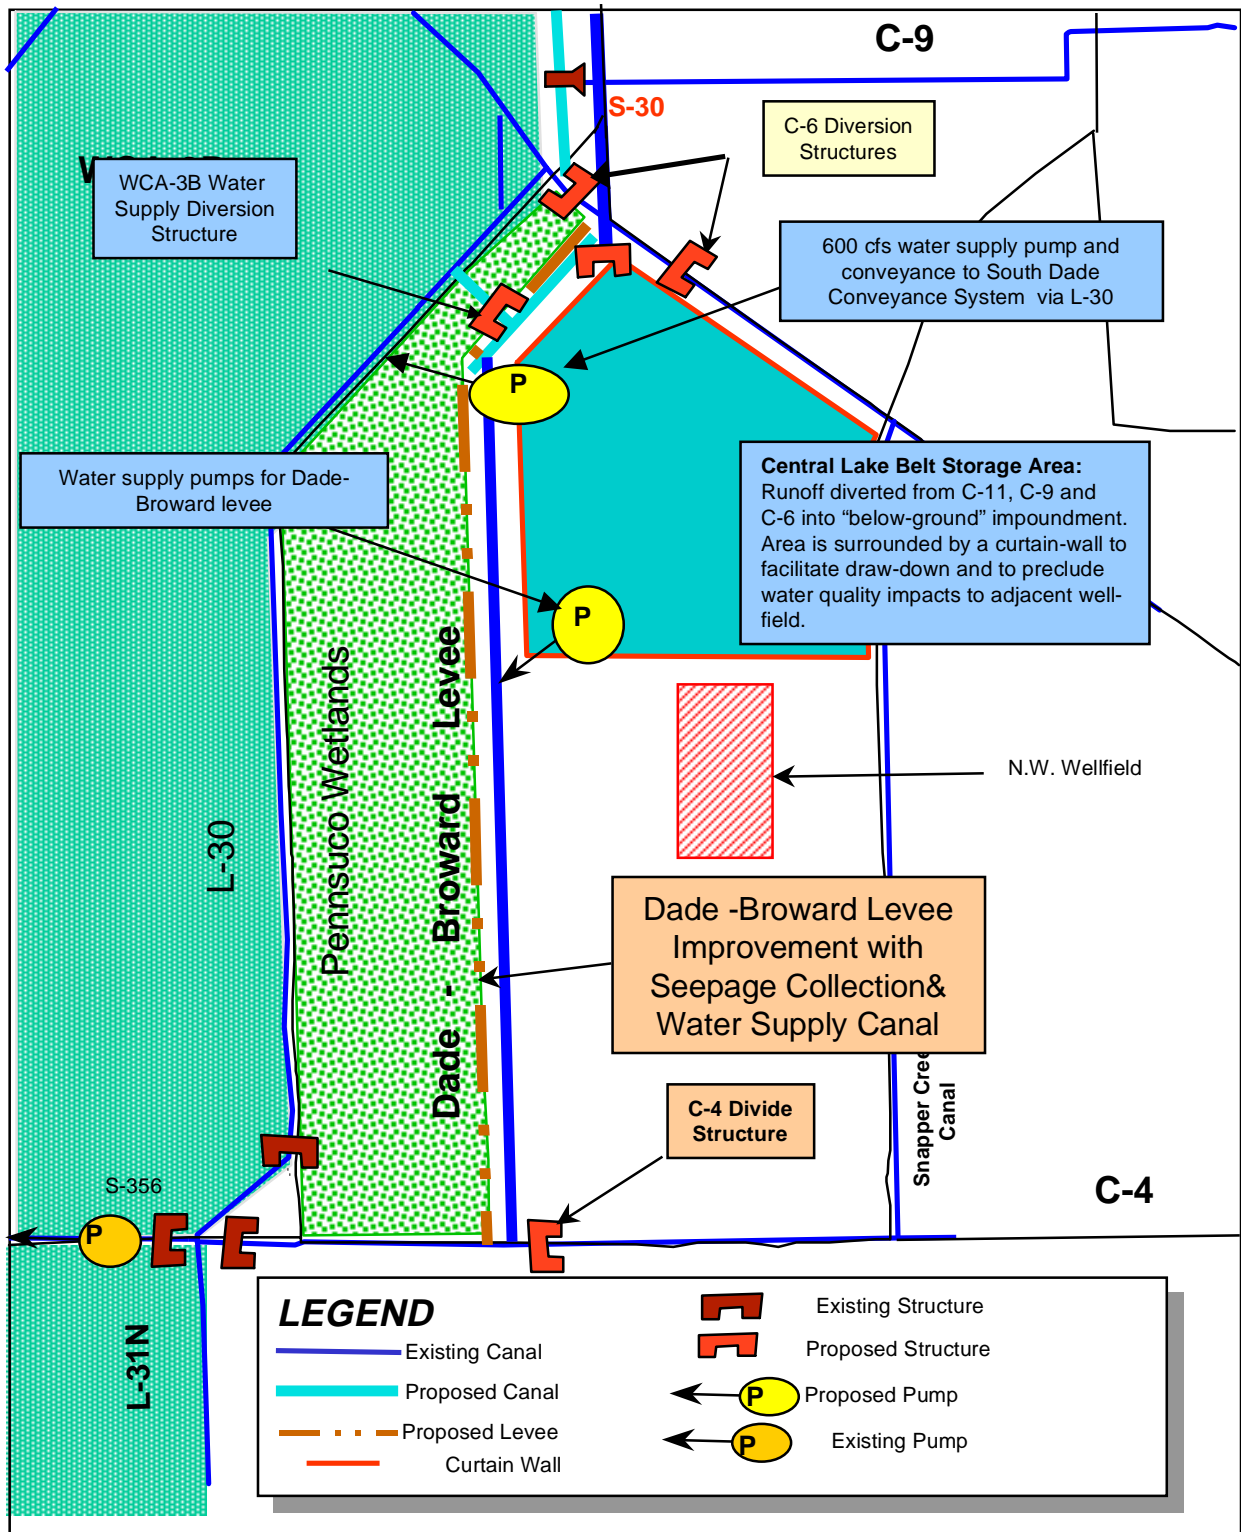 C-9
S-30
C-6 Diversion
Structures
WCA-3B Water
Supply Diversion
Structure
600 cfs water supply pump and
conveyance to South Dade
Conveyance System via L-30
P
Water supply pumps for Dade-
Broward levee
Central Lake Belt Storage Area:
Runoff diverted from C-11, C-9 and
C-6 into “below-ground” impoundment.
Area is surrounded by a curtain-wall to
facilitate draw-down and to preclude
water quality impacts to adjacent well-
field.
P
Pennsuco Wetlands
Dade - Broward Levee
L-30
N.W. Wellfield
Dade -Broward Levee
Improvement with
Seepage Collection&
Water Supply Canal
C-4 Divide
Structure
Canal
C-4
S-356
P
L-31N
LEGEND
Existing Canal
Proposed Canal
Proposed Levee
Curtain Wall
Existing Structure
Proposed Structure
P
Proposed Pump
P
Existing Pump
Snapper